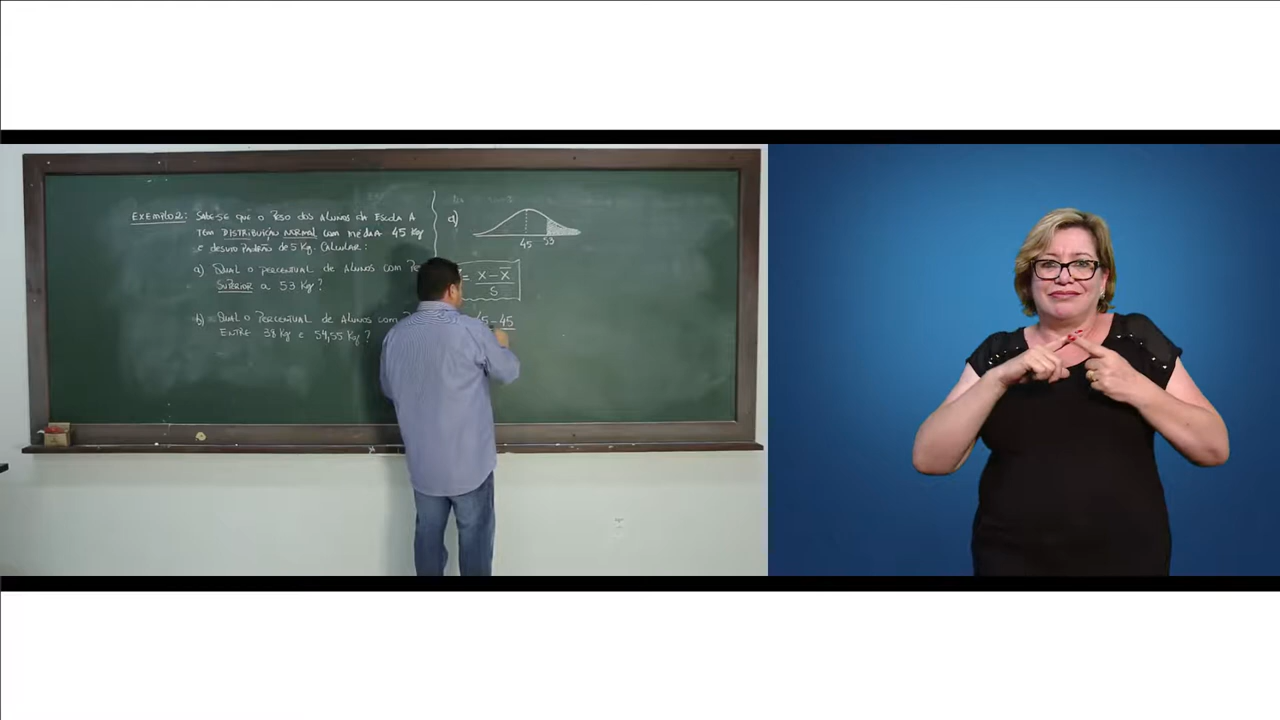 EXEMPLO 2: SABE-SE QUE O PESO DOS ALUNOS DA ESCOLA A
TEM DISTRIBUIÇÃO NORMAL COM MÉDIA 45 Kg
E DESVIO PADRÃO DE 5 Kg. CALCULAR:
a) QUAL O PERCENTUAL DE ALUNOS COM
SUPERIOR A 53 Kg?
b) QUAL O PERCENTUAL DE ALUNOS COM
ENTRE 38 Kg E 54,55 Kg?
a)
45 53
= X - X̅
S
45 - 45